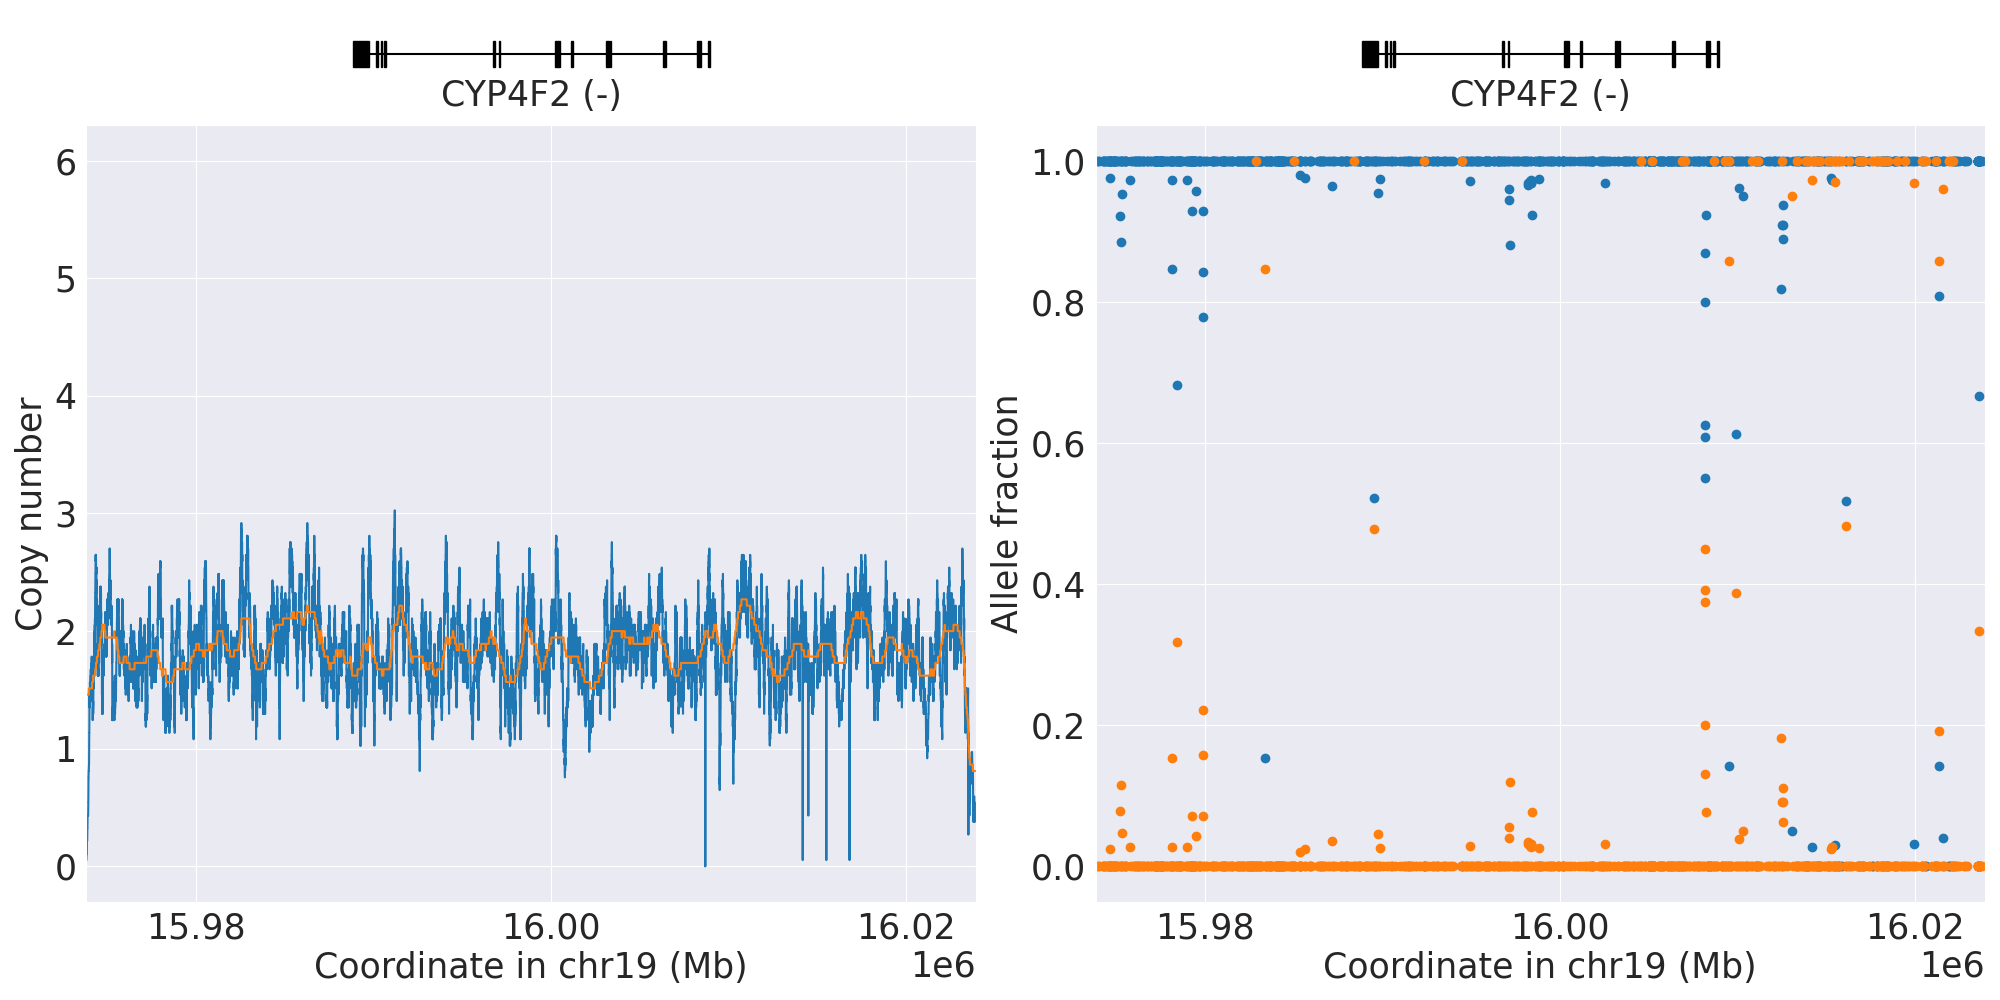 CYP4F2 (-)
Copy number
6
5
4
3
2
1
0
15.98
16.00
16.02
Coordinate in chr19 (Mb)
1e6
CYP4F2 (-)
Allele fraction
1.0
0.8
0.6
0.4
0.2
0.0
15.98
16.00
16.02
Coordinate in chr19 (Mb)
1e6